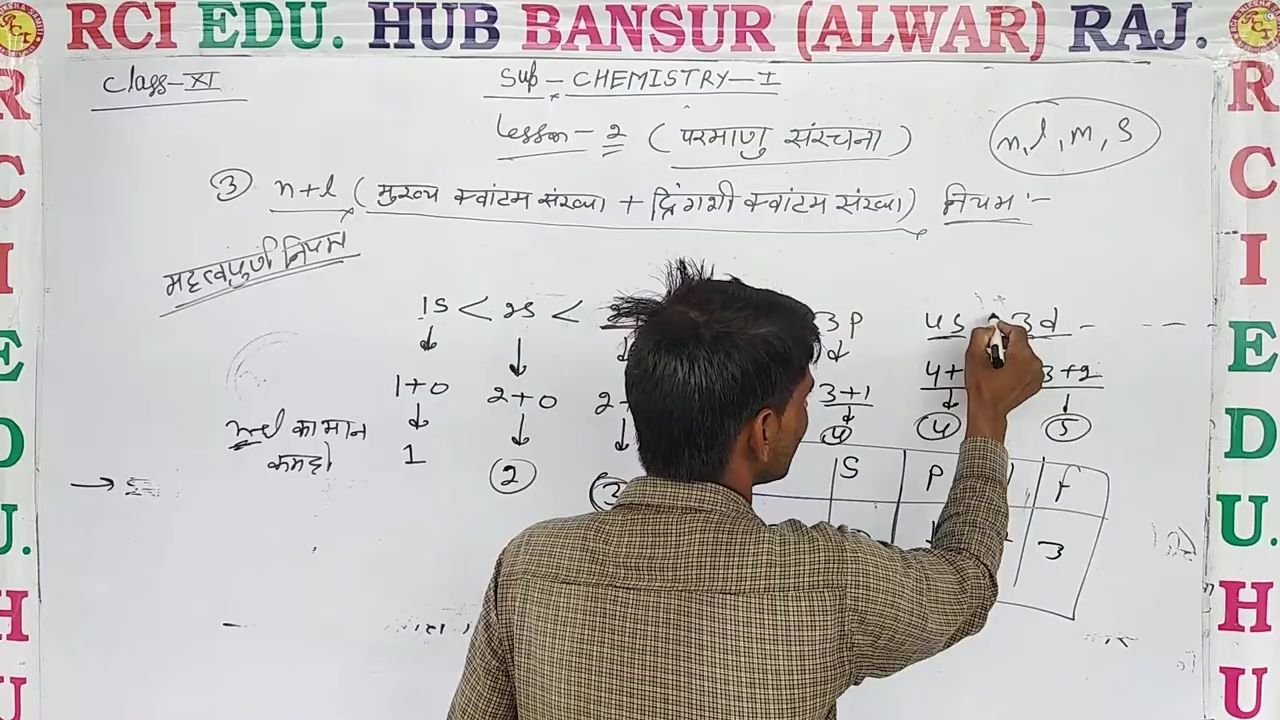 RCI EDU. HUB BANSUR (ALWAR) RAJ.
Class-XI
Sub - CHEMISTRY-I
Lesson - 2 (परमाणु संरचना)
n, l, m, s
③ n+l (मुख्य क्वांटम संख्या + द्विगंशी क्वांटम संख्या) नियम :-
महत्वपूर्ण नियम
1s < 2s < 3p 4s 3d - - - -
1+0 2+0 2+ 3+1 4+ 3+2
n+l का मान
कम हो
1 ② ③ ④ ④ ⑤
S P f
3
R C I E D U. H U
R C I E D U. H U